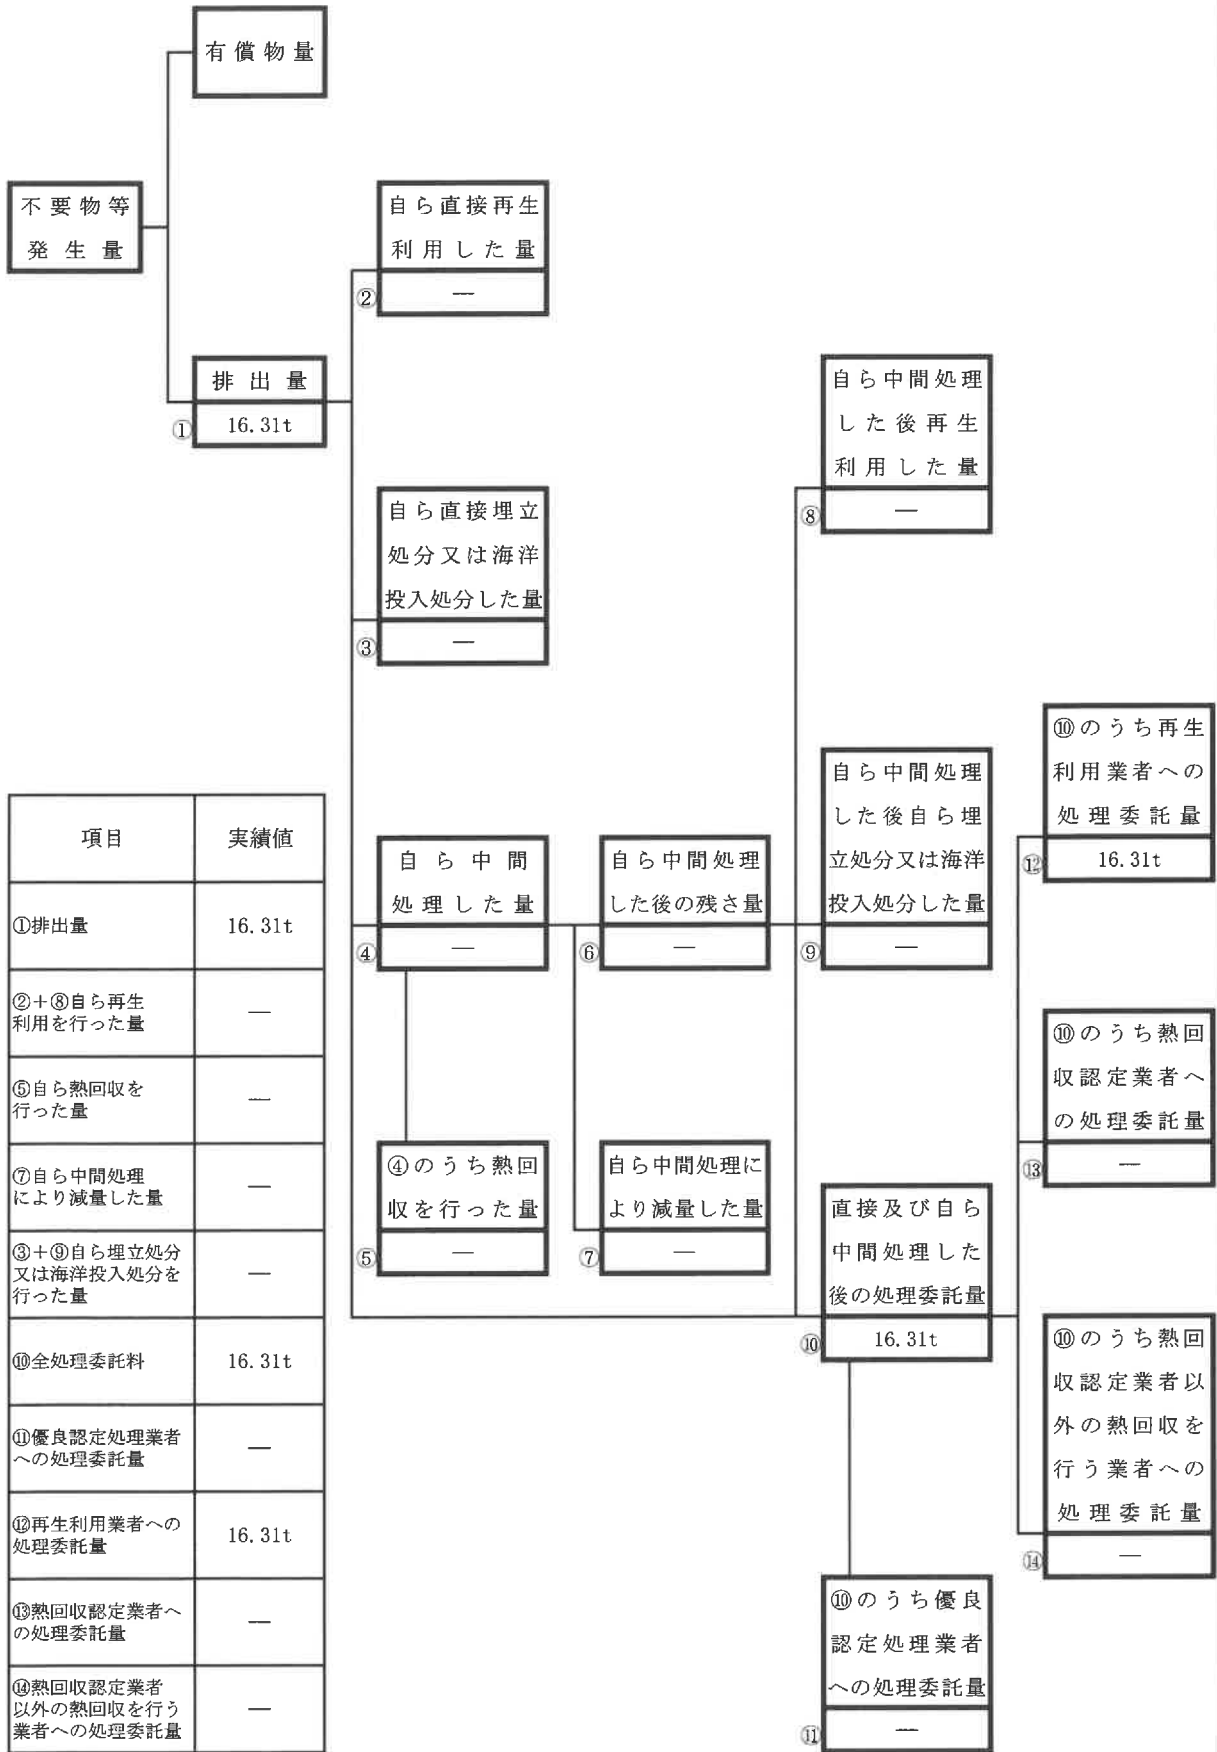 有償物量
不要物等
発生量
自ら直接再生
利用した量
②
—
排出量
①
16.31t
自ら中間処理
した後再生
利用した量
⑧
—
自ら直接埋立
処分又は海洋
投入処分した量
③
—
⑩のうち再生
利用業者への
処理委託量
⑫
16.31t
自ら中間処理
した後自ら埋
立処分又は海洋
投入処分した量
⑨
—
自ら中間
処理した量
④
—
自ら中間処理
した後の残さ量
⑥
—
⑩のうち熱回
収認定業者へ
の処理委託量
⑬
—
④のうち熱回
収を行った量
⑤
—
自ら中間処理に
より減量した量
⑦
—
直接及び自ら
中間処理した
後の処理委託量
⑩
16.31t
⑩のうち熱回
収認定業者以
外の熱回収を
行う業者への
処理委託量
⑭
—
⑩のうち優良
認定処理業者
への処理委託量
⑪
—
項目 実績値
①排出量 16.31t
②+⑧自ら再生
利用を行った量 —
⑤自ら熱回収を
行った量 —
⑦自ら中間処理
により減量した量 —
③+⑨自ら埋立処分
又は海洋投入処分を
行った量 —
⑩全処理委託料 16.31t
⑪優良認定処理業者
への処理委託量 —
⑫再生利用業者への
処理委託量 16.31t
⑬熱回収認定業者へ
の処理委託量 —
⑭熱回収認定業者
以外の熱回収を行う
業者への処理委託量 —